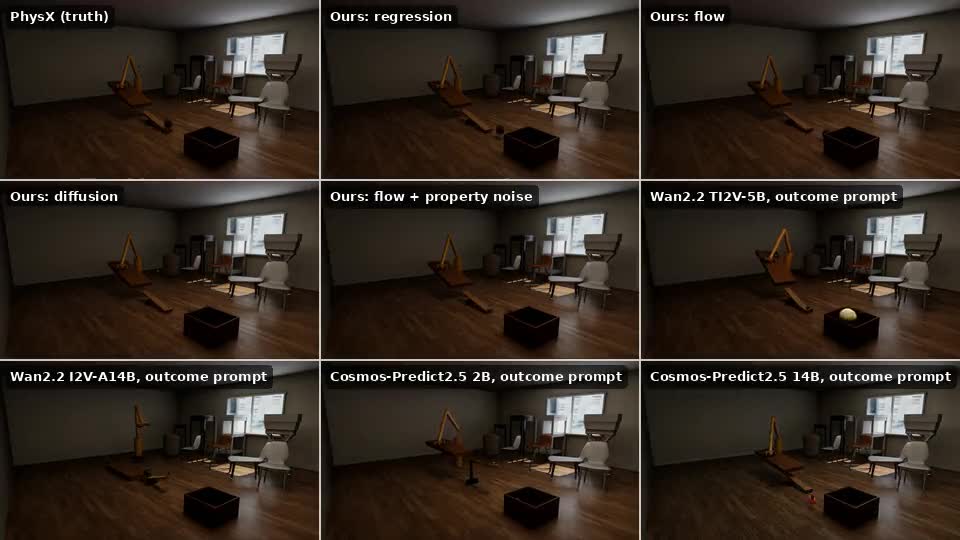 PhysX (truth)
Ours: regression
Ours: flow
Ours: diffusion
Ours: flow + property noise
Wan2.2 TI2V-5B, outcome prompt
Wan2.2 I2V-A14B, outcome prompt
Cosmos-Predict2.5 2B, outcome prompt
Cosmos-Predict2.5 14B, outcome prompt